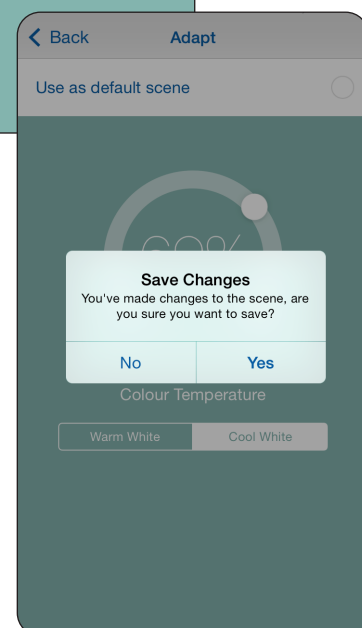 Back
Adapt
Use as default scene
Save Changes
You've made changes to the scene, are
you sure you want to save?
No
Yes
Colour Temperature
Warm White
Cool White